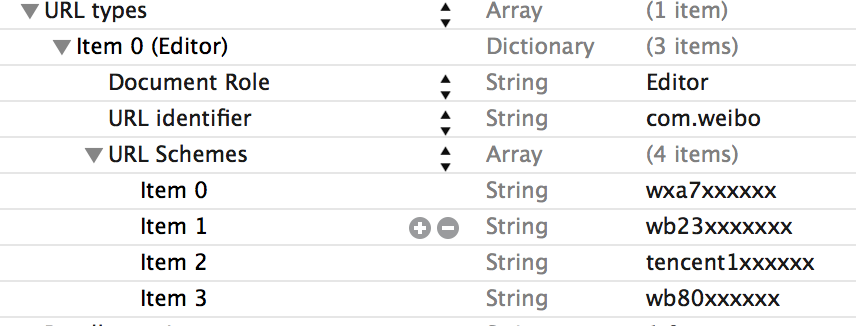 URL types Array (1 item)
Item 0 (Editor) Dictionary (3 items)
Document Role String Editor
URL identifier String com.weibo
URL Schemes Array (4 items)
Item 0 String wxa7xxxxxx
Item 1 String wb23xxxxxxx
Item 2 String tencent1xxxxxx
Item 3 String wb80xxxxxx